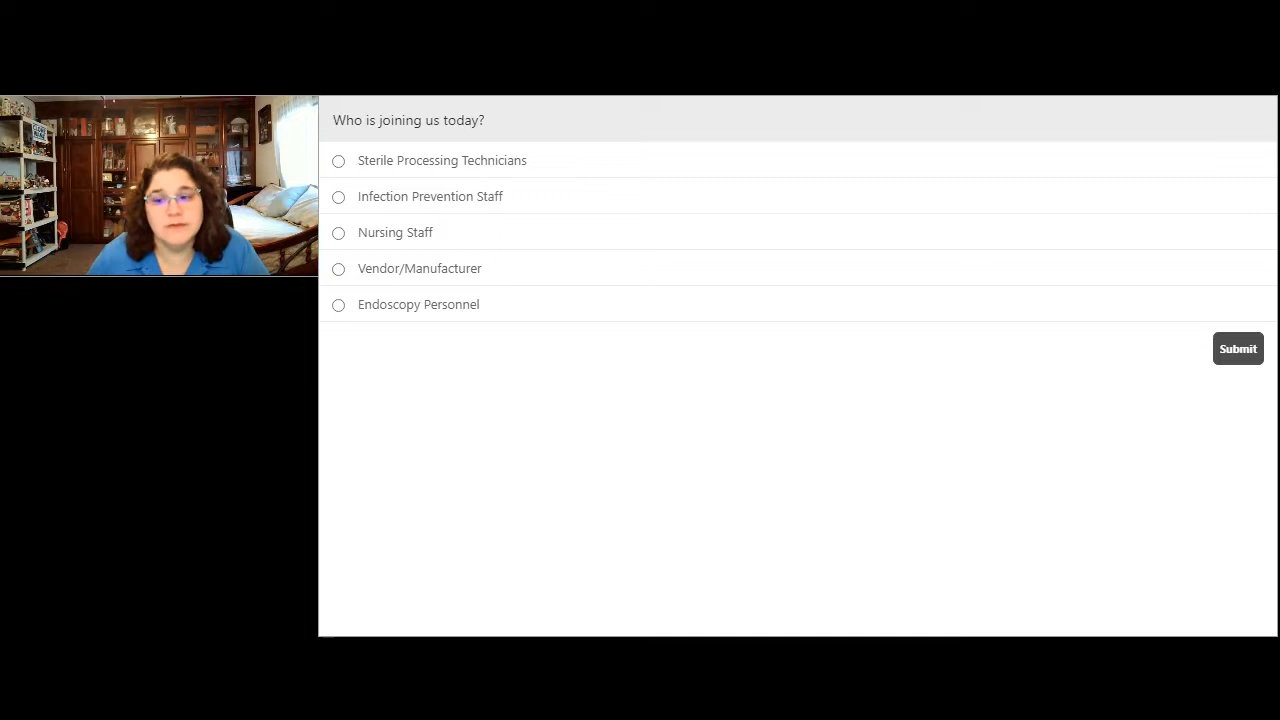 Who is joining us today?
Sterile Processing Technicians
Infection Prevention Staff
Nursing Staff
Vendor/Manufacturer
Endoscopy Personnel
Submit